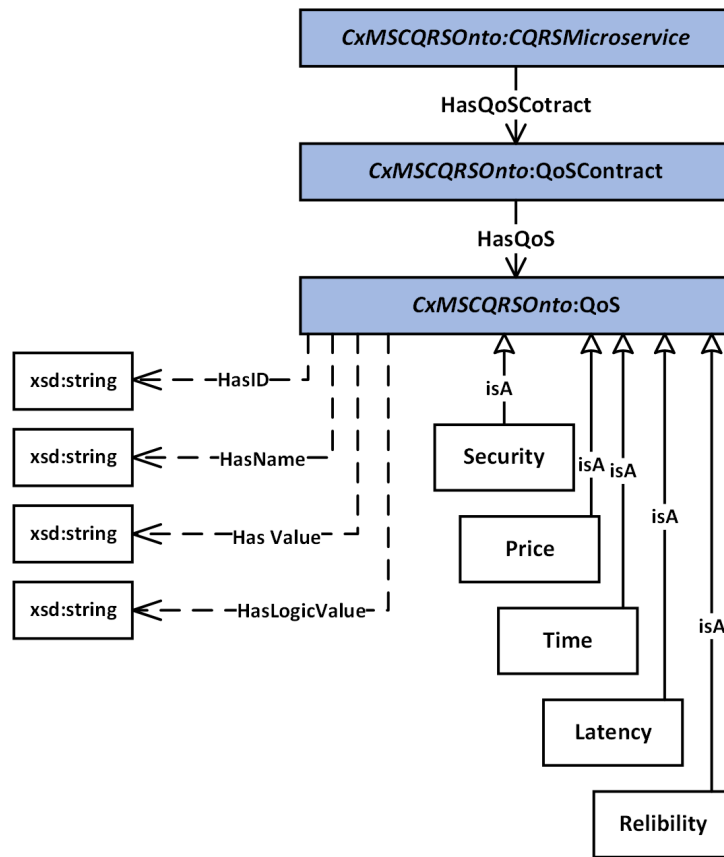 CxMSCQRSOnto:CQRSMicroservice
HasQoSCotract
CxMSCQRSOnto:QoSContract
HasQoS
CxMSCQRSOnto:QoS
xsd:string
HasID
xsd:string
HasName
xsd:string
Has Value
xsd:string
HasLogicValue
isA
Security
isA
Price
isA
Time
isA
Latency
isA
Relibility